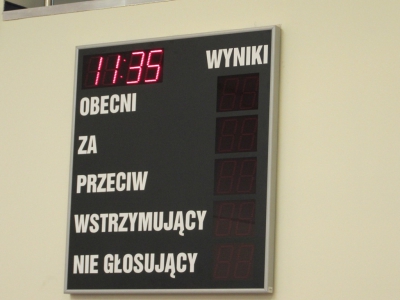 11:35 WYNIKI
OBECNI
ZA
PRZECIW
WSTRZYMUJĄCY
NIE GŁOSUJĄCY